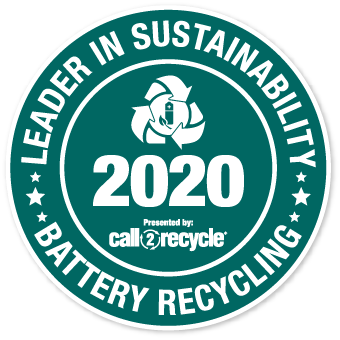 LEADER IN SUSTAINABILITY
2020
Presented by:
call2recycle®
BATTERY RECYCLING